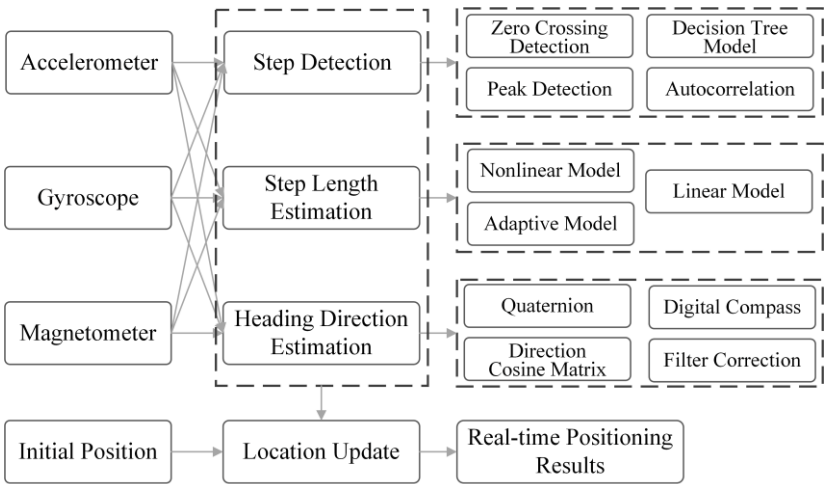 Accelerometer
Step Detection
Zero Crossing
Detection
Decision Tree
Model
Peak Detection
Autocorrelation
Gyroscope
Step Length
Estimation
Nonlinear Model
Linear Model
Adaptive Model
Magnetometer
Heading Direction
Estimation
Quaternion
Digital Compass
Direction
Cosine Matrix
Filter Correction
Initial Position
Location Update
Real-time Positioning
Results